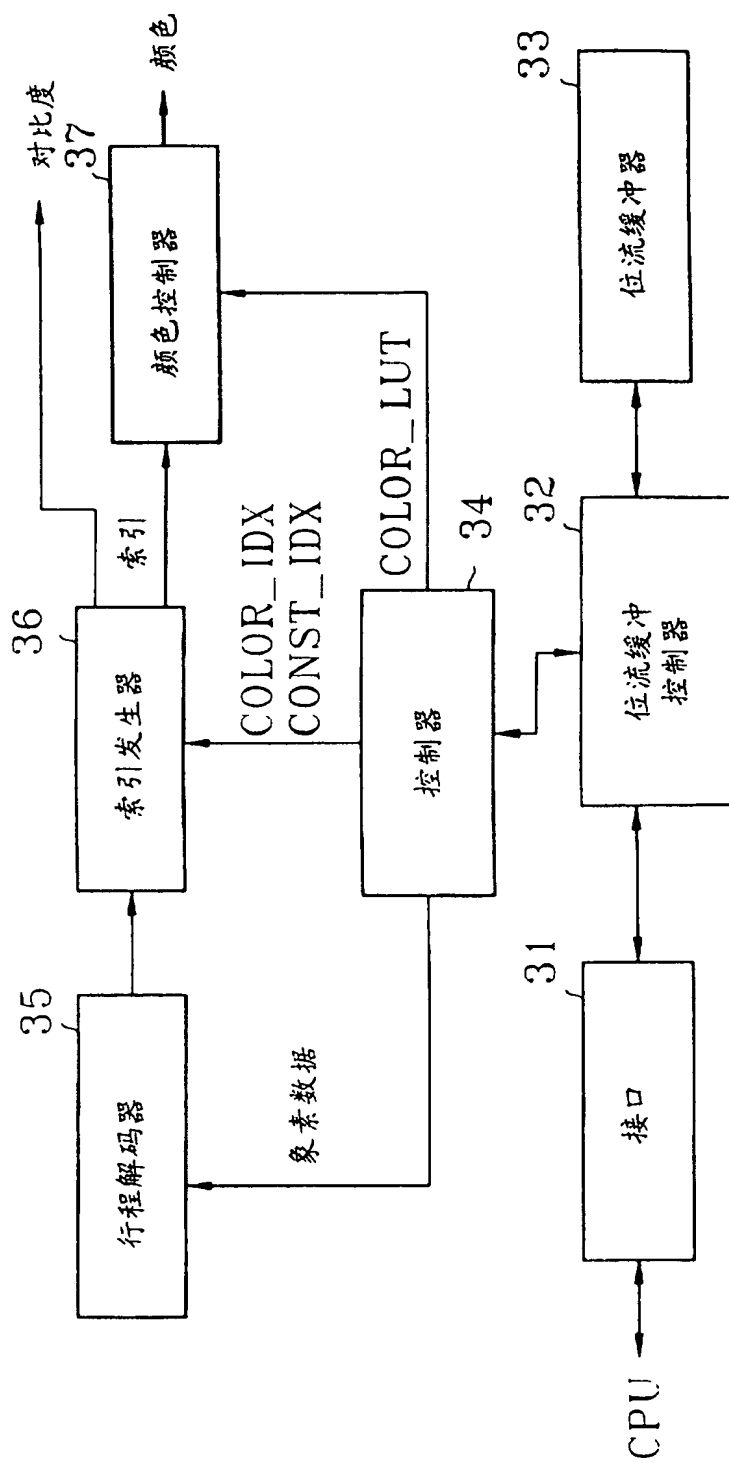 对比度
颜色
35
行程解码器
36
索引发生器
索引
37
颜色控制器
象素数据
COLOR_IDX
CONST_IDX
COLOR_LUT
34
控制器
CPU
31
接口
32
位流缓冲
控制器
33
位流缓冲器